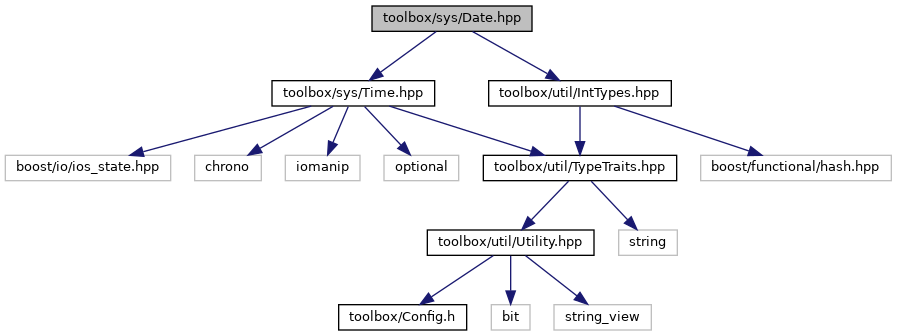 toolbox/sys/Date.hpp
toolbox/sys/Time.hpp
toolbox/util/IntTypes.hpp
boost/io/ios_state.hpp
chrono
iomanip
optional
toolbox/util/TypeTraits.hpp
boost/functional/hash.hpp
toolbox/util/Utility.hpp
string
toolbox/Config.h
bit
string_view